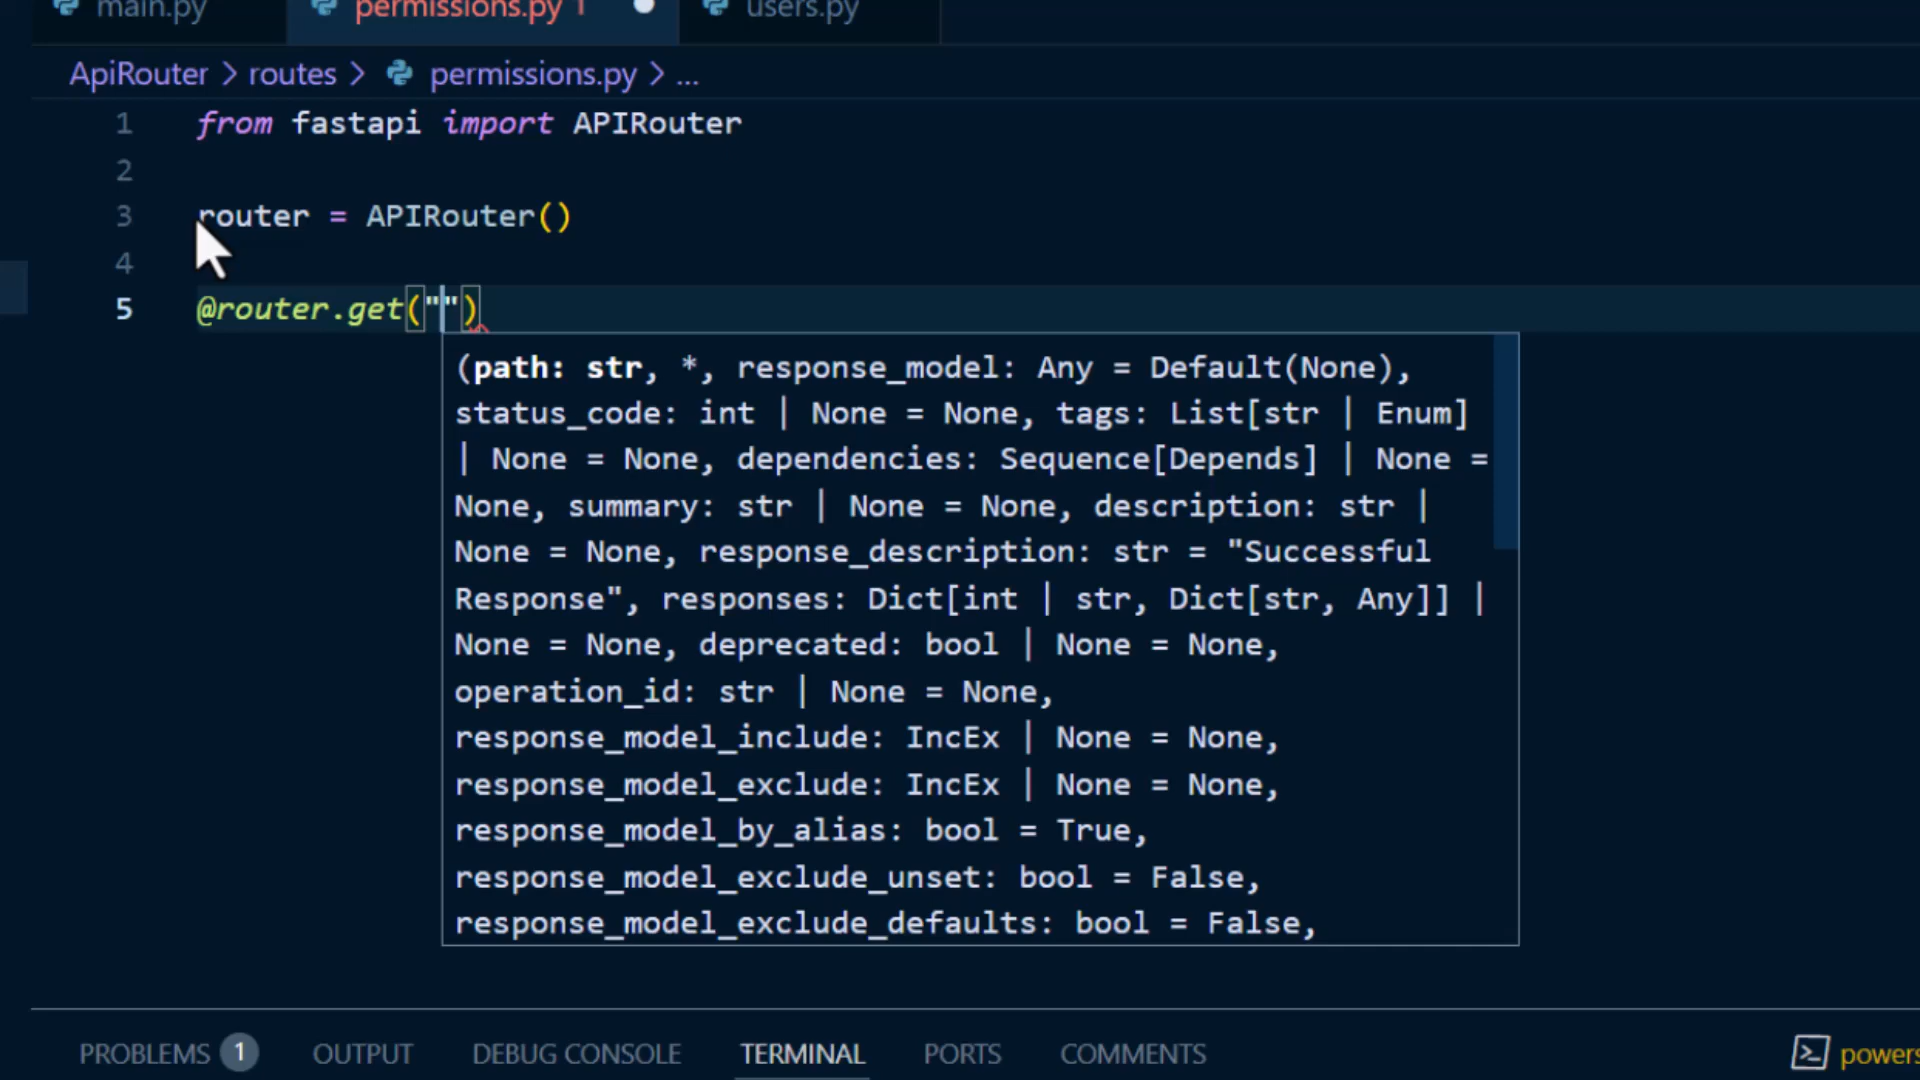 main.py permissions.py 1 users.py
ApiRouter > routes > permissions.py > ...
1 from fastapi import APIRouter
2
3 router = APIRouter()
4
5 @router.get("")
(path: str, *, response_model: Any = Default(None),
status_code: int | None = None, tags: List[str | Enum]
| None = None, dependencies: Sequence[Depends] | None =
None, summary: str | None = None, description: str |
None = None, response_description: str = "Successful
Response", responses: Dict[int | str, Dict[str, Any]] |
None = None, deprecated: bool | None = None,
operation_id: str | None = None,
response_model_include: IncEx | None = None,
response_model_exclude: IncEx | None = None,
response_model_by_alias: bool = True,
response_model_exclude_unset: bool = False,
response_model_exclude_defaults: bool = False,
PROBLEMS 1 OUTPUT DEBUG CONSOLE TERMINAL PORTS COMMENTS powers